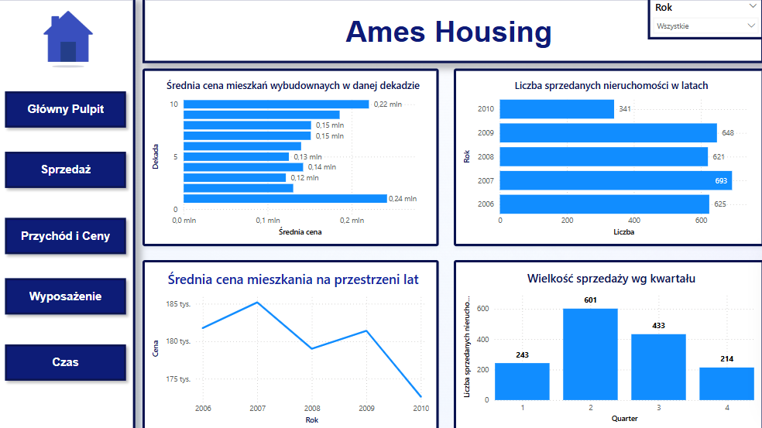 Ames Housing
Rok
Wszystkie
Główny Pulpit
Sprzedaż
Przychód i Ceny
Wyposażenie
Czas
Średnia cena mieszkań wybudownaych w danej dekadzie
Dekada
10
5
0
0,22 mln
0,15 mln
0,15 mln
0,13 mln
0,14 mln
0,12 mln
0,24 mln
0,0 mln 0,1 mln 0,2 mln
Średnia cena
Liczba sprzedanych nieruchomości w latach
Rok
2010 341
2009 648
2008 621
2007 693
2006 625
0 200 400 600
Liczba
Średnia cena mieszkania na przestrzeni lat
Cena
185 tys.
180 tys.
175 tys.
2006 2007 2008 2009 2010
Rok
Wielkość sprzedaży wg kwartału
Liczba sprzedanych nierucho...
600
400
200
0
243 601 433 214
1 2 3 4
Quarter